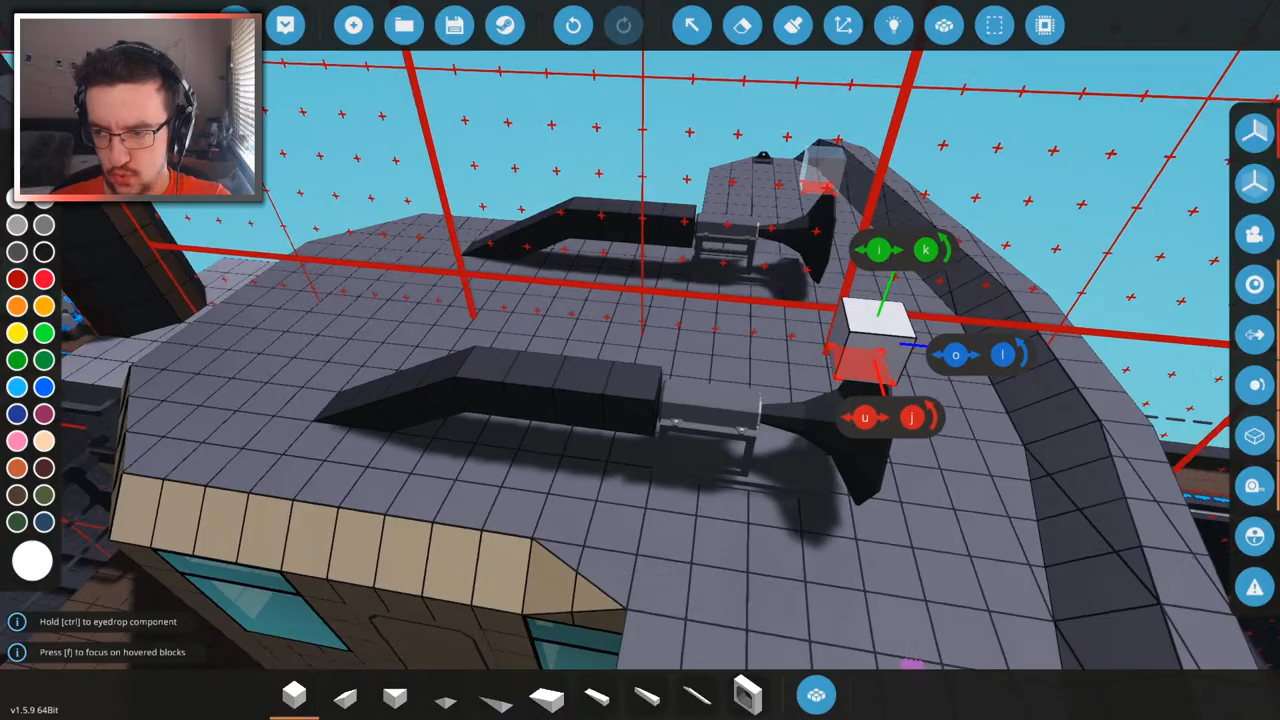 i k
o l
u j
Hold [ctrl] to eyedrop component
Press [f] to focus on hovered blocks
v1.5.9 64Bit